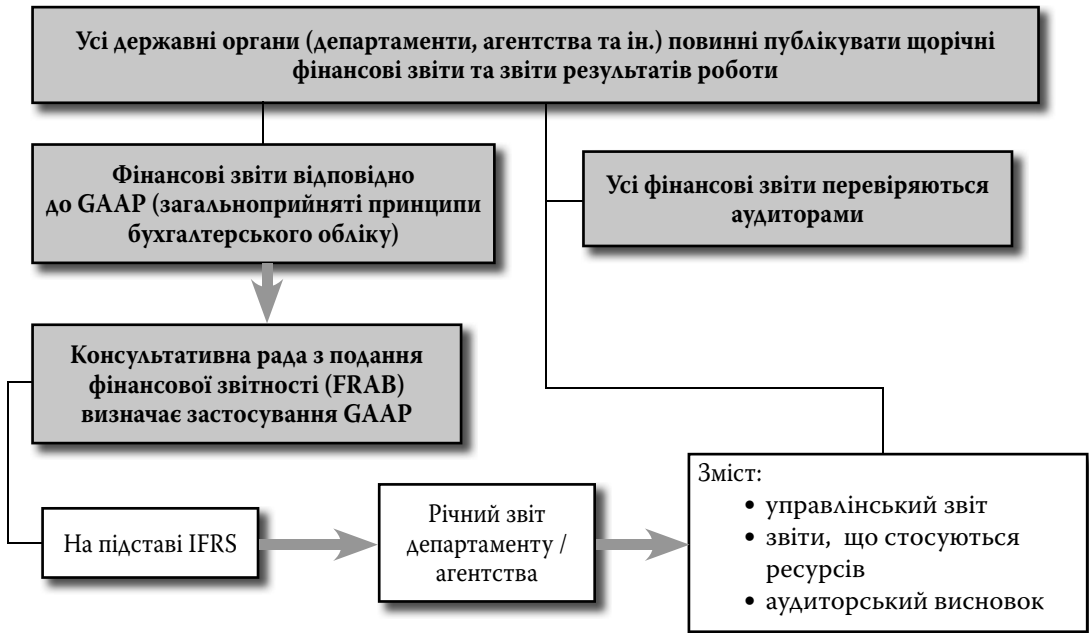 Усі державні органи (департаменти, агентства та ін.) повинні публікувати щорічні
фінансові звіти та звіти результатів роботи
Фінансові звіти відповідно
до GAAP (загальноприйняті принципи
бухгалтерського обліку)
Усі фінансові звіти перевіряються
аудиторами
Консультативна рада з подання
фінансової звітності (FRAB)
визначає застосування GAAP
На підставі IFRS
Річний звіт
департаменту /
агентства
Зміст:
• управлінський звіт
• звіти, що стосуються
ресурсів
• аудиторський висновок